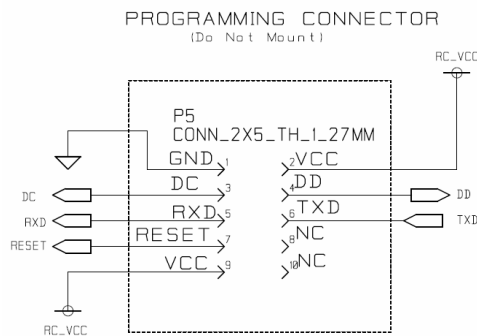 PROGRAMMING CONNECTOR
(Do Not Mount)
RC_VCC
P5
CONN_2X5_TH_1_27MM
GND 1 2 VCC
DC DC 3 4 DD DD
RXD RXD 5 6 TXD TXD
RESET RESET 7 8 NC
VCC 9 10 NC
RC_VCC